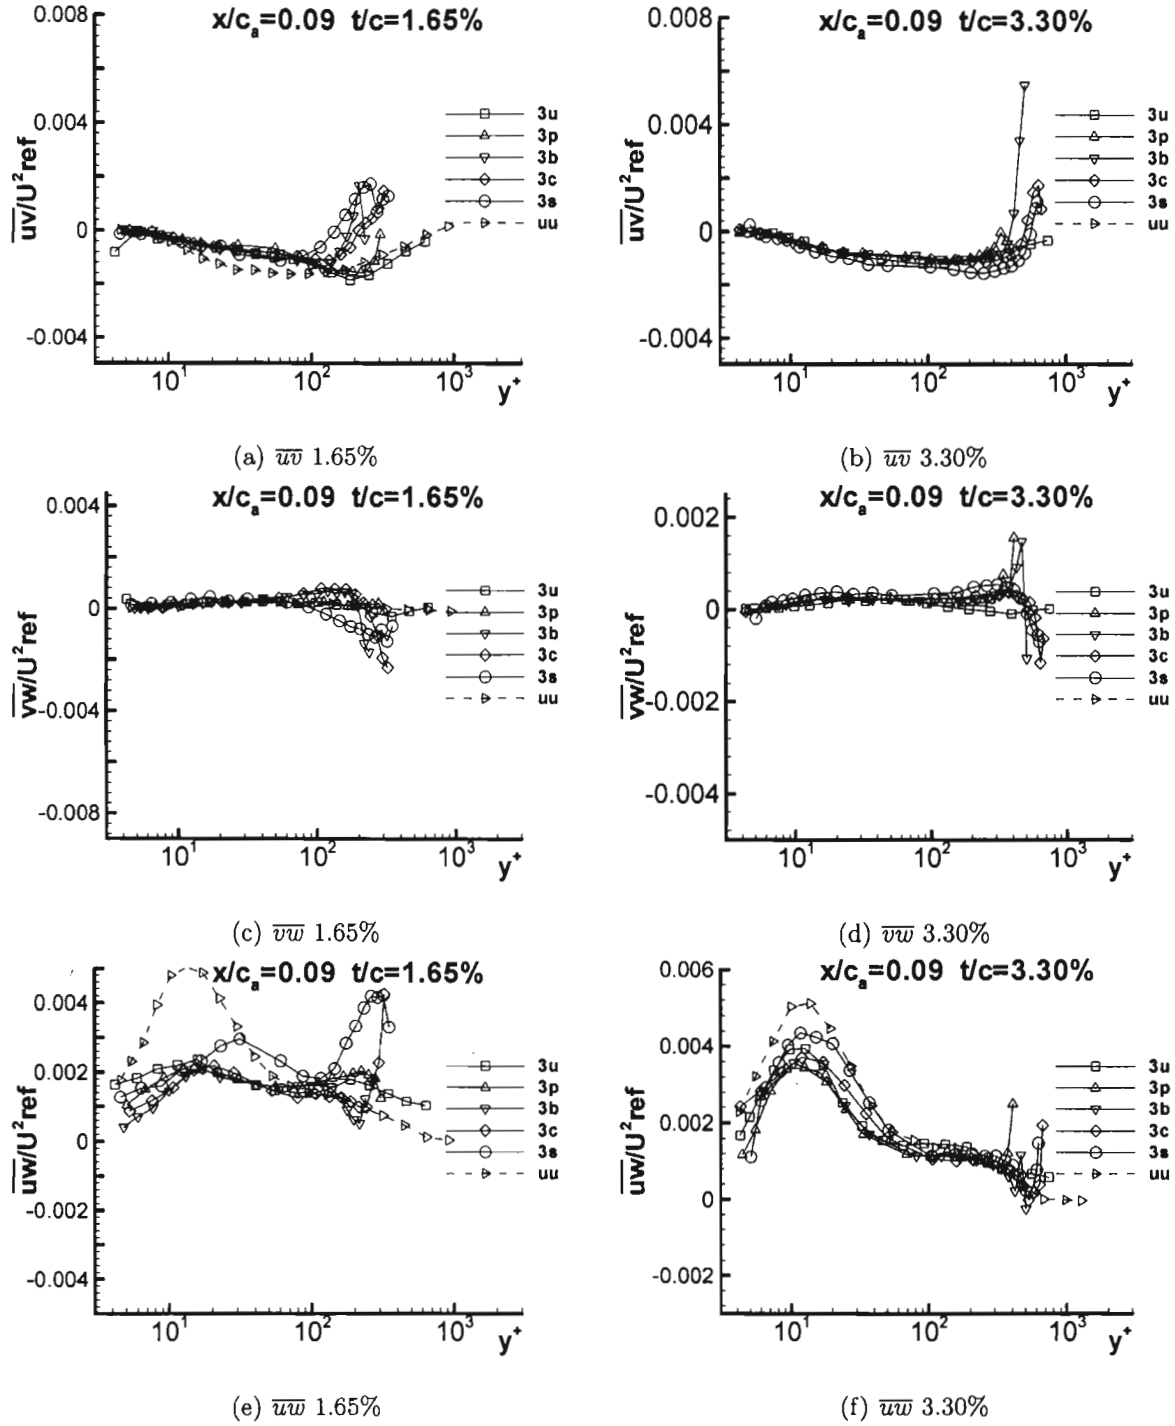 x/cₐ=0.09 t/c=1.65%
0.008
0.004
0
-0.004
uv/U²ref
10¹ 10² 10³ y⁺
3u
3p
3b
3c
3s
uu
(a) uv 1.65%
x/cₐ=0.09 t/c=3.30%
0.008
0.004
0
-0.004
uv/U²ref
10¹ 10² 10³ y⁺
3u
3p
3b
3c
3s
uu
(b) uv 3.30%
x/cₐ=0.09 t/c=1.65%
0.004
0
-0.004
-0.008
vw/U²ref
10¹ 10² 10³ y⁺
3u
3p
3b
3c
3s
uu
(c) vw 1.65%
x/cₐ=0.09 t/c=3.30%
0.002
0
-0.002
-0.004
vw/U²ref
10¹ 10² 10³ y⁺
3u
3p
3b
3c
3s
uu
(d) vw 3.30%
x/cₐ=0.09 t/c=1.65%
0.004
0.002
0
-0.002
-0.004
uw/U²ref
10¹ 10² 10³ y⁺
3u
3p
3b
3c
3s
uu
(e) uw 1.65%
x/cₐ=0.09 t/c=3.30%
0.006
0.004
0.002
0
-0.002
uw/U²ref
10¹ 10² 10³ y⁺
3u
3p
3b
3c
3s
uu
(f) uw 3.30%